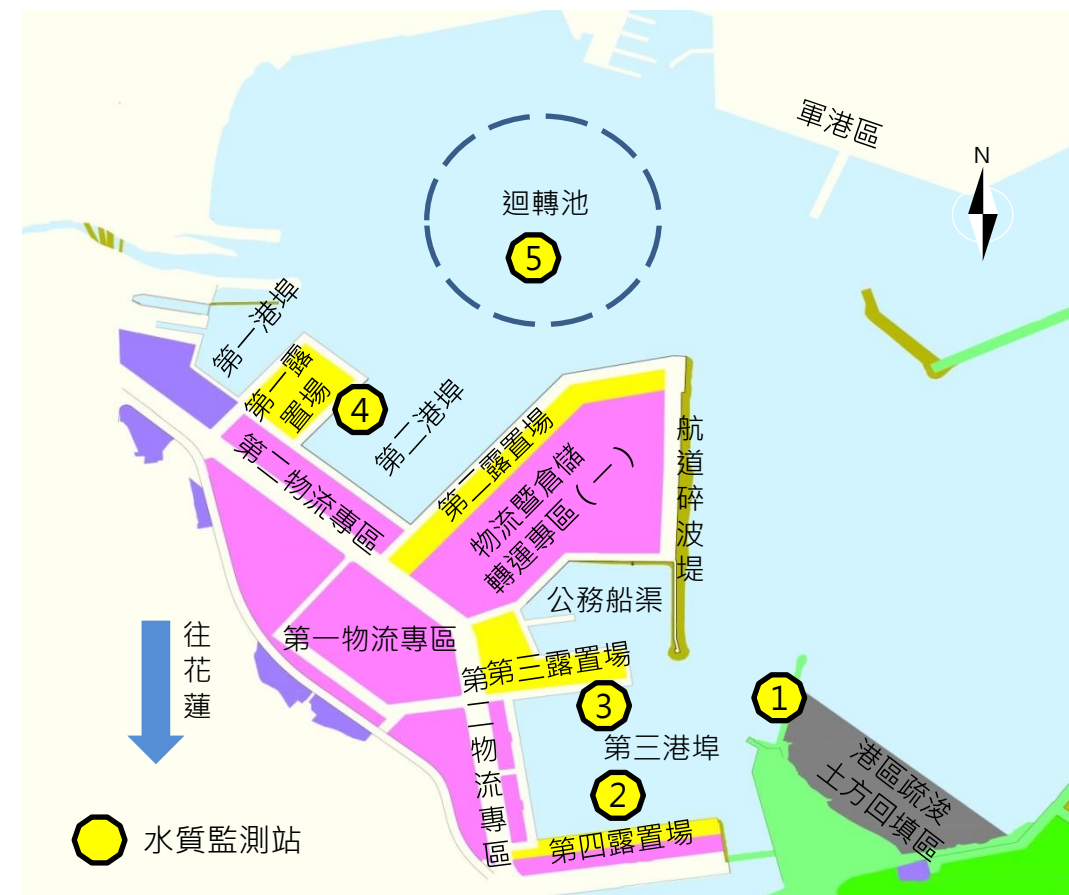 軍港區
N
迴轉池
5
第一港埠
第一露
置場
4
第二港埠
第二露置場
第二物流專區
物流暨倉儲
轉運專區(一)
航道碎波堤
公務船渠
第一物流專區
第三露置場
第二物流專區
往花蓮
3
1
第三港埠
2
港區疏浚
土方回填區
第四露置場
水質監測站